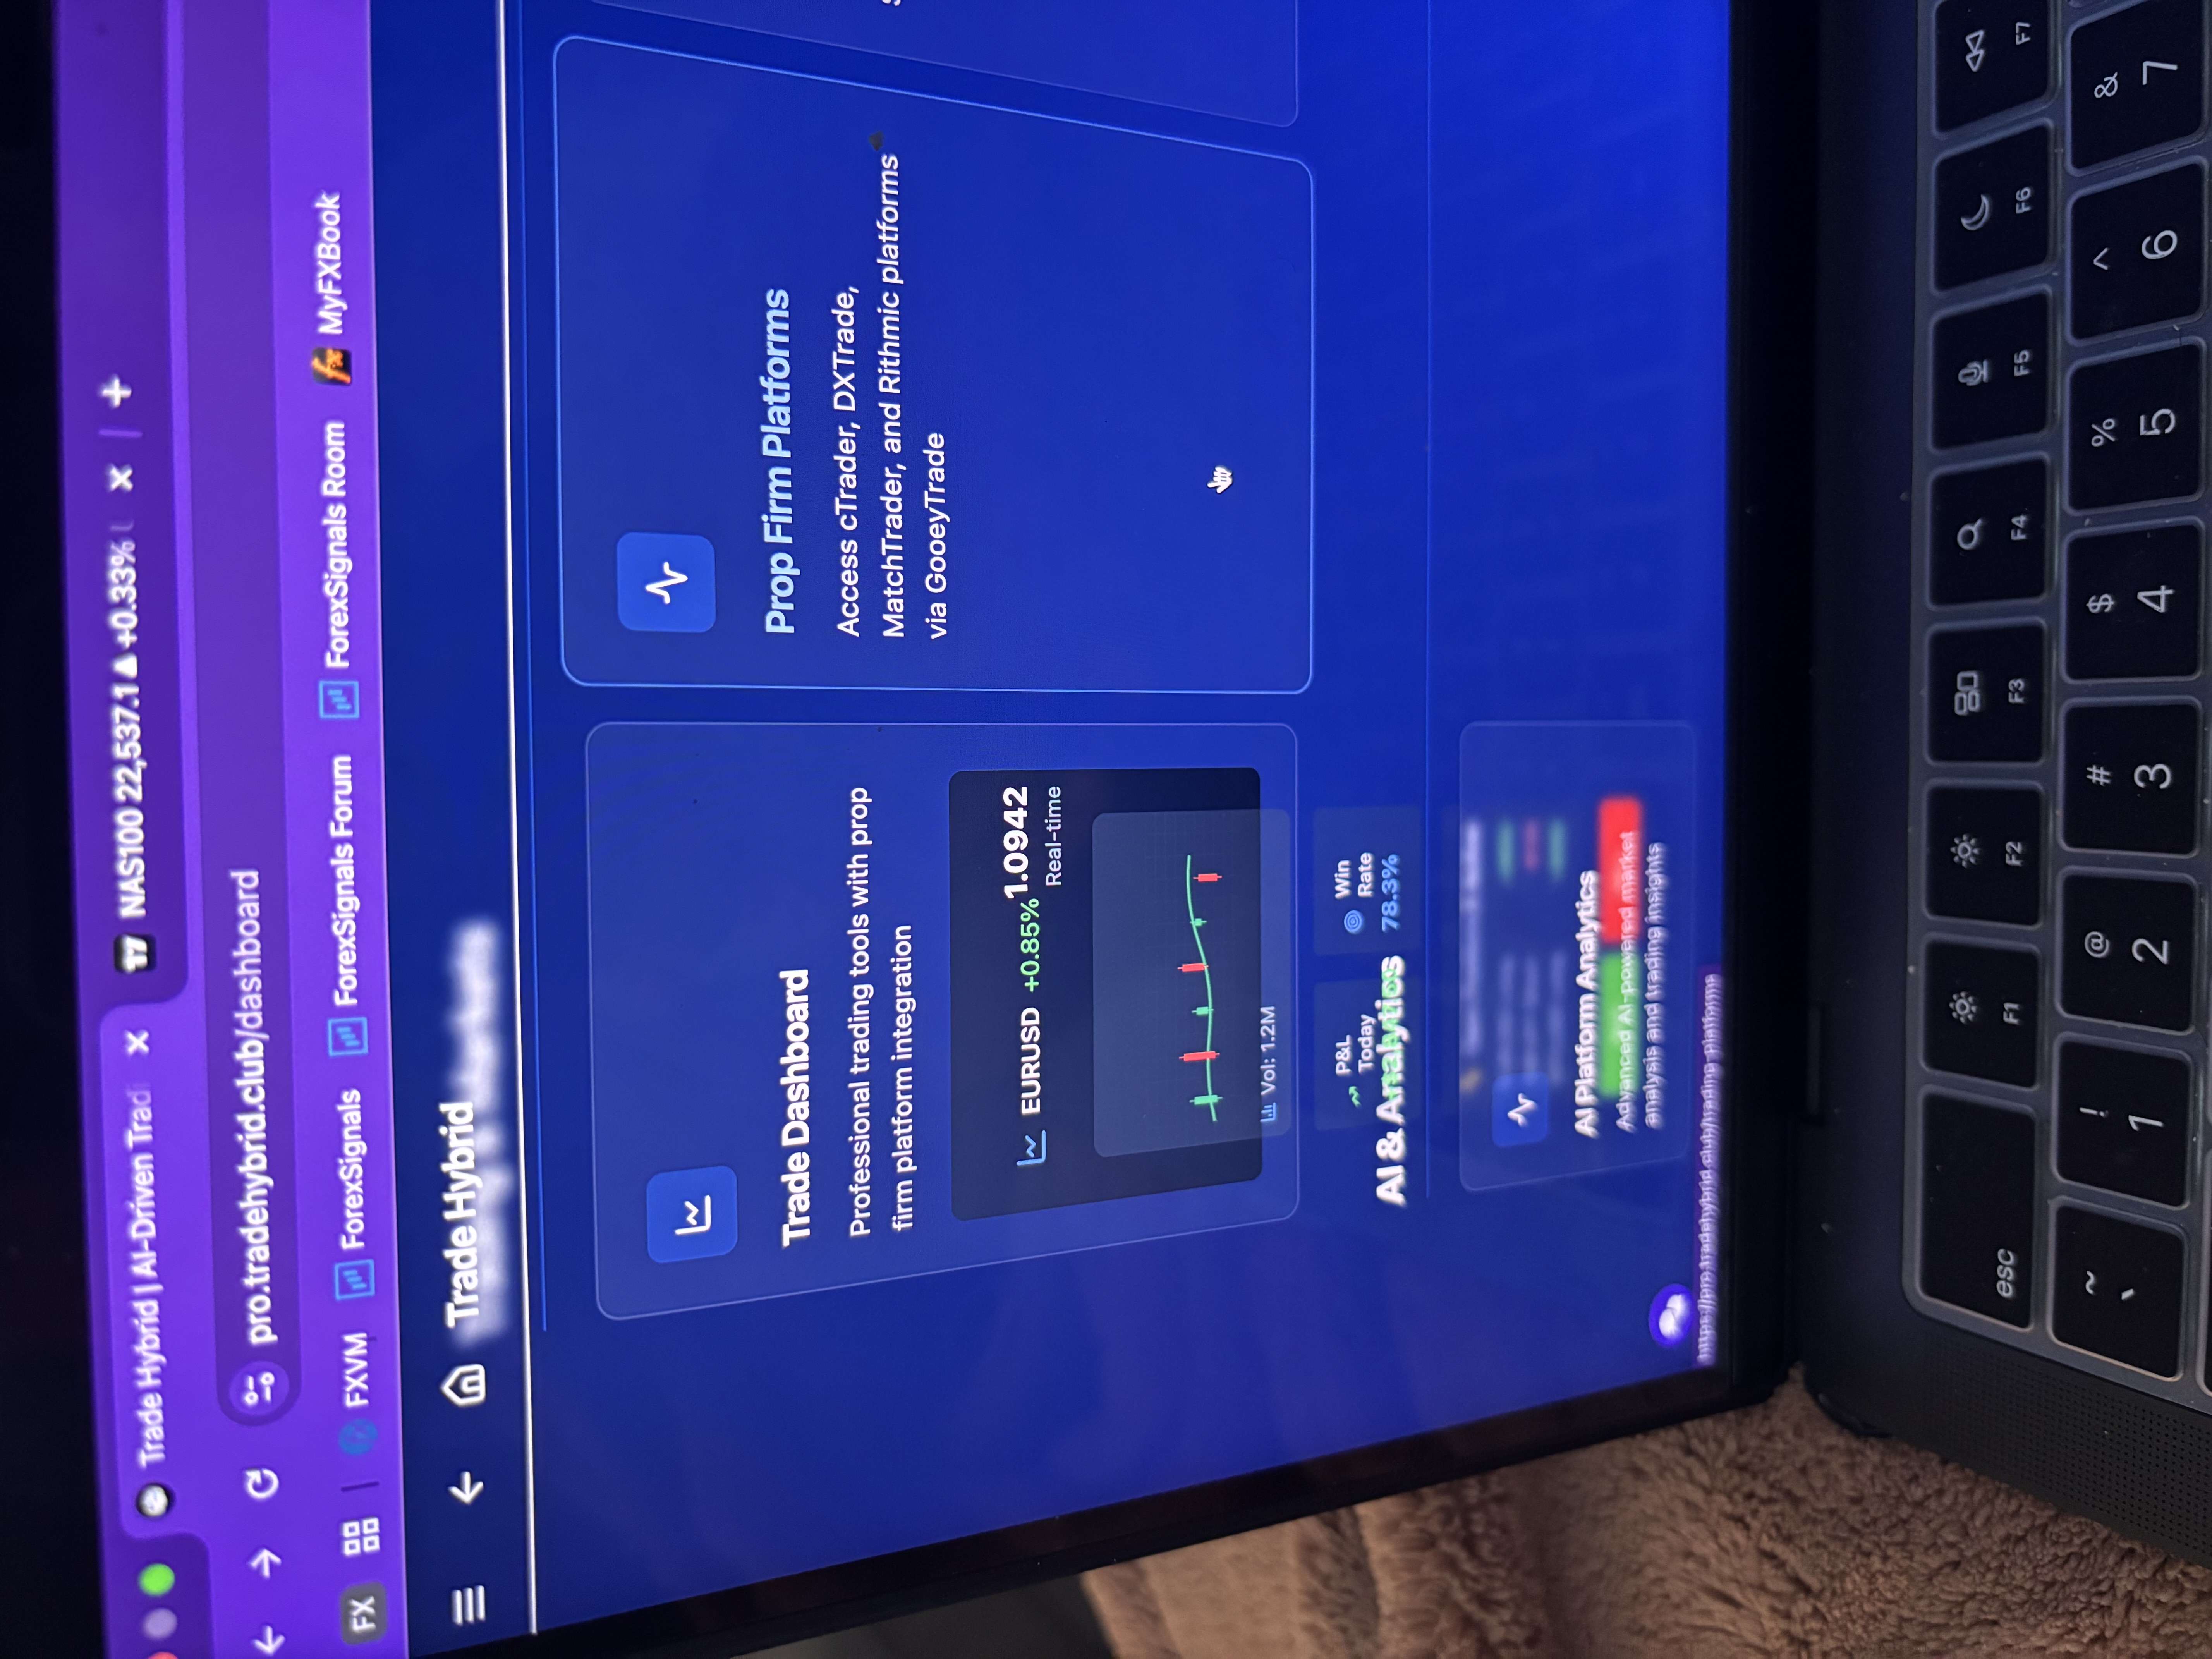 Trade Hybrid | AI-Driven Trad
NAS100 22,537.1 ▲ +0.33%
pro.tradehybrid.club/dashboard
FX
FXVM
ForexSignals
ForexSignals Forum
ForexSignals Room
MyFXBook
Trade Hybrid
Trade Dashboard
Professional trading tools with prop
firm platform integration
EURUSD +0.85% 1.0942
Real-time
Vol: 1.2M
P&L
Today
Win
Rate
78.3%
Prop Firm Platforms
Access cTrader, DXTrade,
MatchTrader, and Rithmic platforms
via GooeyTrade
AI & Analytics
AI Platform Analytics
Advanced AI-powered market
analysis and trading insights
https://pro.tradehybrid.club/trading-platforms
esc
F1
F2
F3
F4
F5
F6
F7
~
`
!
1
@
2
#
3
$
4
%
5
^
6
&
7